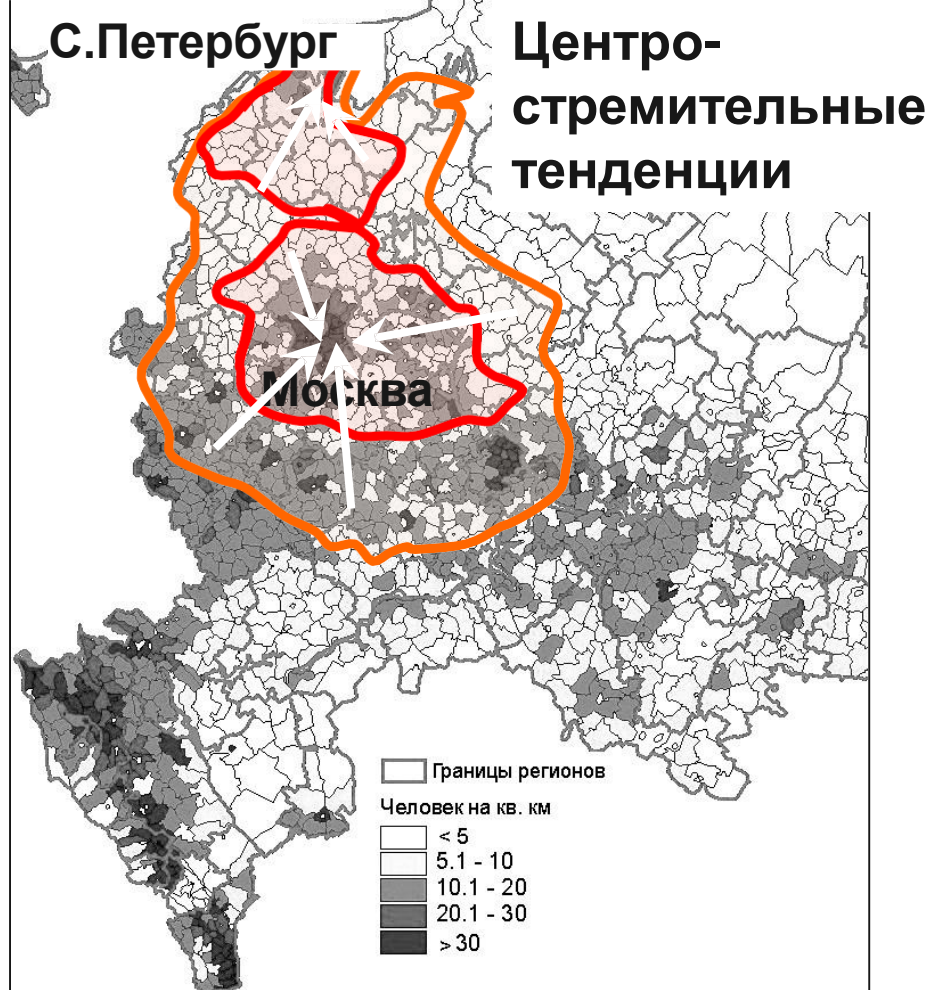 С.Петербург
Центро-
стремительные
тенденции
Москва
Границы регионов
Человек на кв. км
< 5
5.1 - 10
10.1 - 20
20.1 - 30
> 30